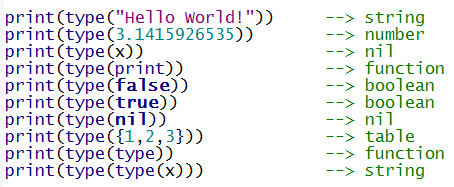 print(type("Hello World!"))     --> string
print(type(3.1415926535))       --> number
print(type(x))                  --> nil
print(type(print))              --> function
print(type(false))              --> boolean
print(type(true))               --> boolean
print(type(nil))                --> nil
print(type({1,2,3}))            --> table
print(type(type))               --> function
print(type(type(x)))            --> string